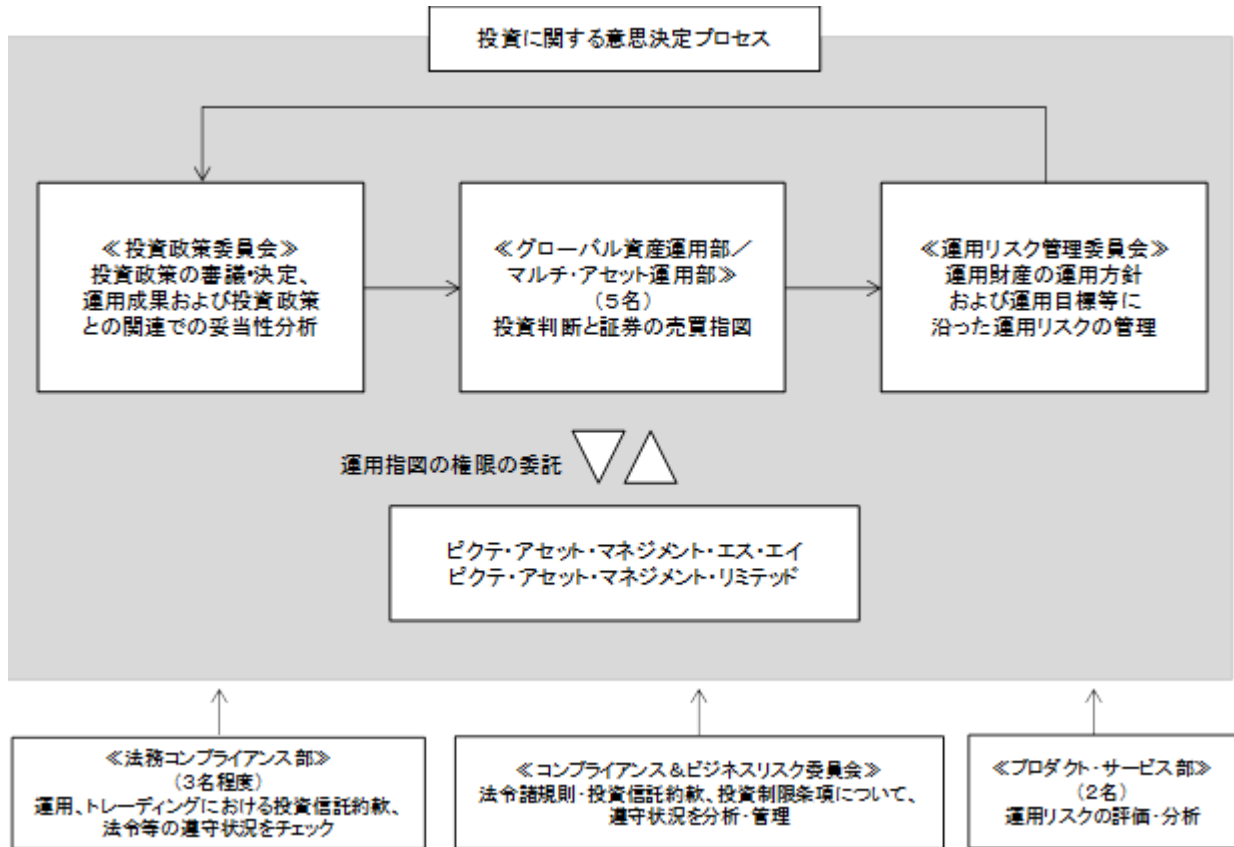 投資に関する意思決定プロセス
≪投資政策委員会≫
投資政策の審議・決定、
運用成果および投資政策
との関連での妥当性分析
≪グローバル資産運用部／
マルチ・アセット運用部≫
（５名）
投資判断と証券の売買指図
≪運用リスク管理委員会≫
運用財産の運用方針
および運用目標等に
沿った運用リスクの管理
運用指図の権限の委託
ピクテ・アセット・マネジメント・エス・エイ
ピクテ・アセット・マネジメント・リミテッド
≪法務コンプライアンス部≫
（３名程度）
運用、トレーディングにおける投資信託約款、
法令等の遵守状況をチェック
≪コンプライアンス＆ビジネスリスク委員会≫
法令諸規則・投資信託約款、投資制限条項について、
遵守状況を分析・管理
≪プロダクト・サービス部≫
（２名）
運用リスクの評価・分析